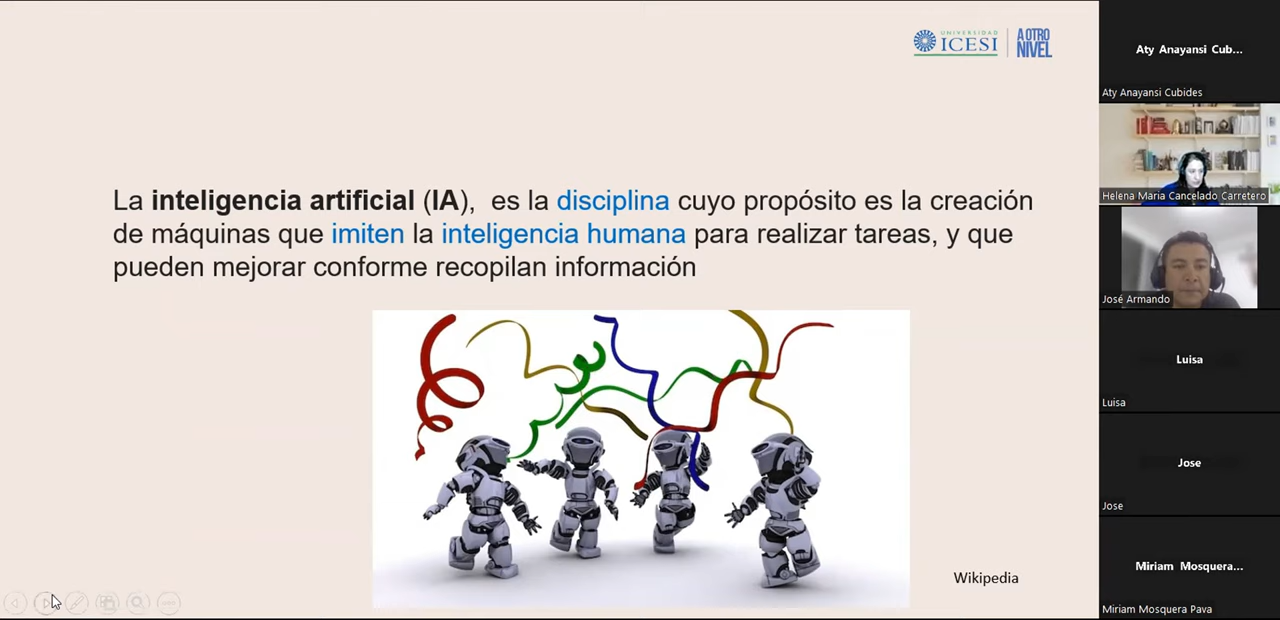 UNIVERSIDAD
ICESI
A OTRO
NIVEL
La inteligencia artificial (IA), es la disciplina cuyo propósito es la creación
de máquinas que imiten la inteligencia humana para realizar tareas, y que
pueden mejorar conforme recopilan información
Wikipedia
Aty Anayansi Cub...
Aty Anayansi Cubides
Helena Maria Cancelado Carretero
José Armando
Luisa
Luisa
Jose
Jose
Miriam Mosquera...
Miriam Mosquera Pava